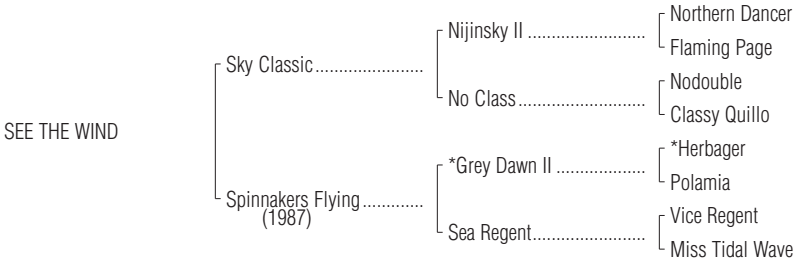 Northern Dancer
Nijinsky II ........................
Flaming Page
Sky Classic......................
Nodouble
No Class..........................
Classy Quillo
SEE THE WIND
*Herbager
*Grey Dawn II ..................
Polamia
Spinnakers Flying............
(1987)
Vice Regent
Sea Regent.......................
Miss Tidal Wave